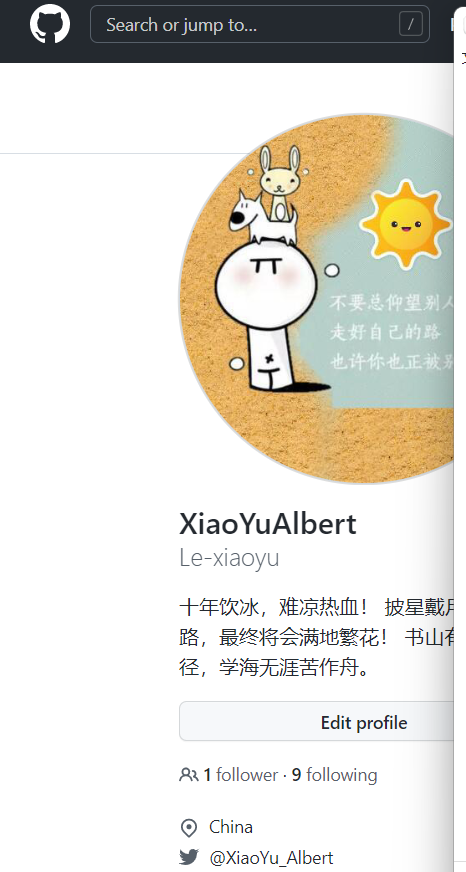 Search or jump to...
/
不要总仰望别人
走好自己的路
也许你也正被别
XiaoYuAlbert
Le-xiaoyu
十年饮冰，难凉热血！ 披星戴月
路，最终将会满地繁花！ 书山有
径，学海无涯苦作舟。
Edit profile
1 follower · 9 following
China
@XiaoYu_Albert